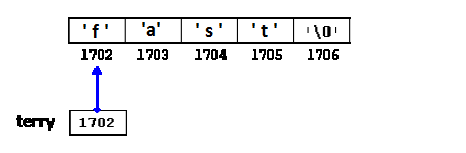 'f' 'a' 's' 't' '\0'
1702 1703 1704 1705 1706
terry 1702